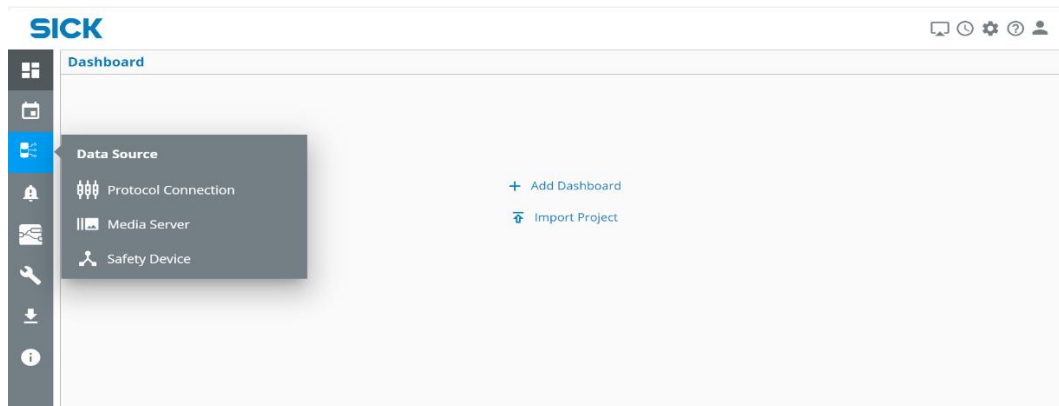 SICK
Dashboard
Data Source
Protocol Connection
Media Server
Safety Device
Add Dashboard
Import Project